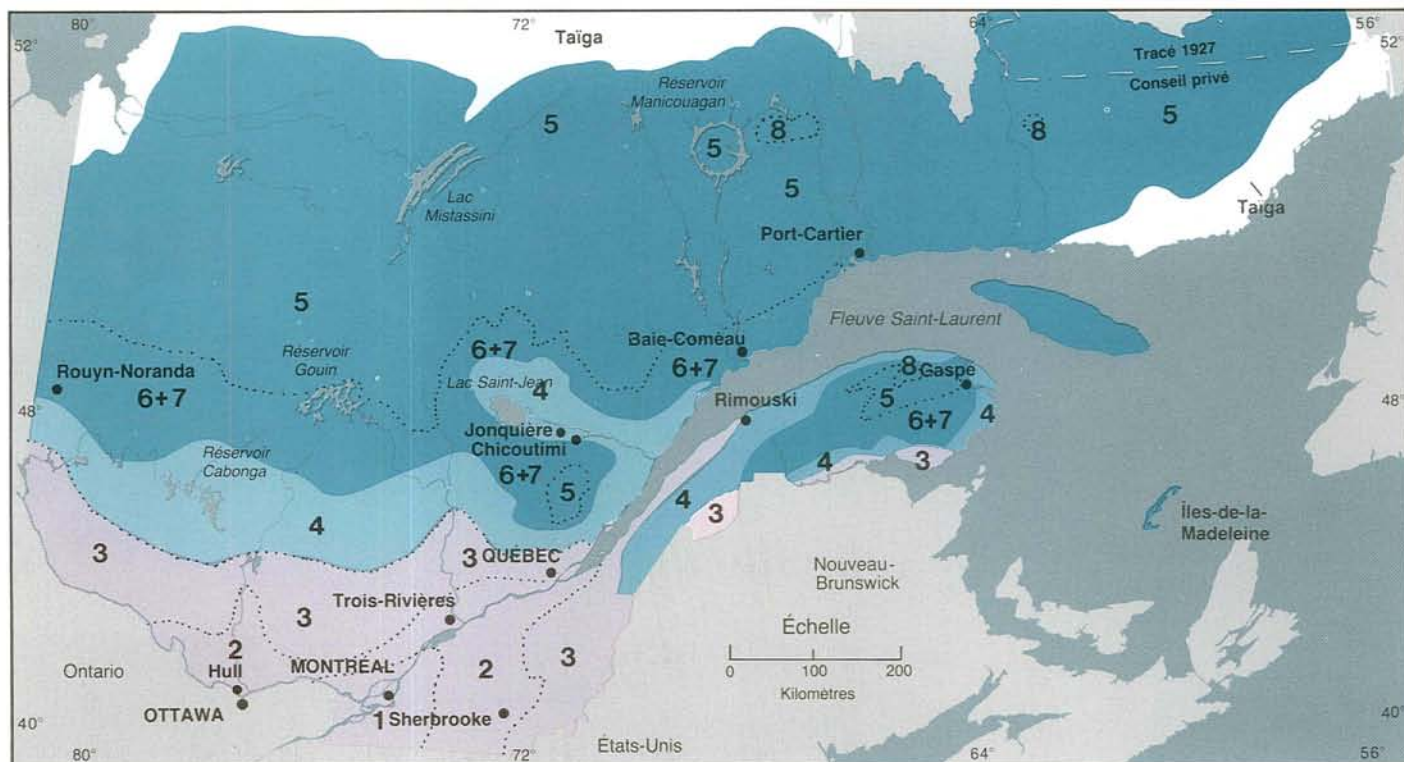 80° 72° 64° 56°
52° Taïga 52°
Tracé 1927
Conseil privé
Réservoir
Manicouagan
5 8 5 8 5
Lac
Mistassini
5
Taïga
Port-Cartier
5
Fleuve Saint-Laurent
Rouyn-Noranda
6+7
Réservoir
Gouin
6+7
Lac Saint-Jean
4
Baie-Coméau
6+7
8 Gaspé
5
6+7
4
48° 48°
Rimouski
Jonquière
Chicoutimi
6+7
5
Réservoir
Cabonga
4
4
3
4
3
3
3
QUÉBEC
Îles-de-la-
Madeleine
Nouveau-
Brunswick
Trois-Rivières
3
2
Hull
MONTRÉAL
2
3
Échelle
0 100 200
Kilomètres
Ontario
OTTAWA
1 Sherbrooke
États-Unis
40° 40°
80° 72° 64° 56°